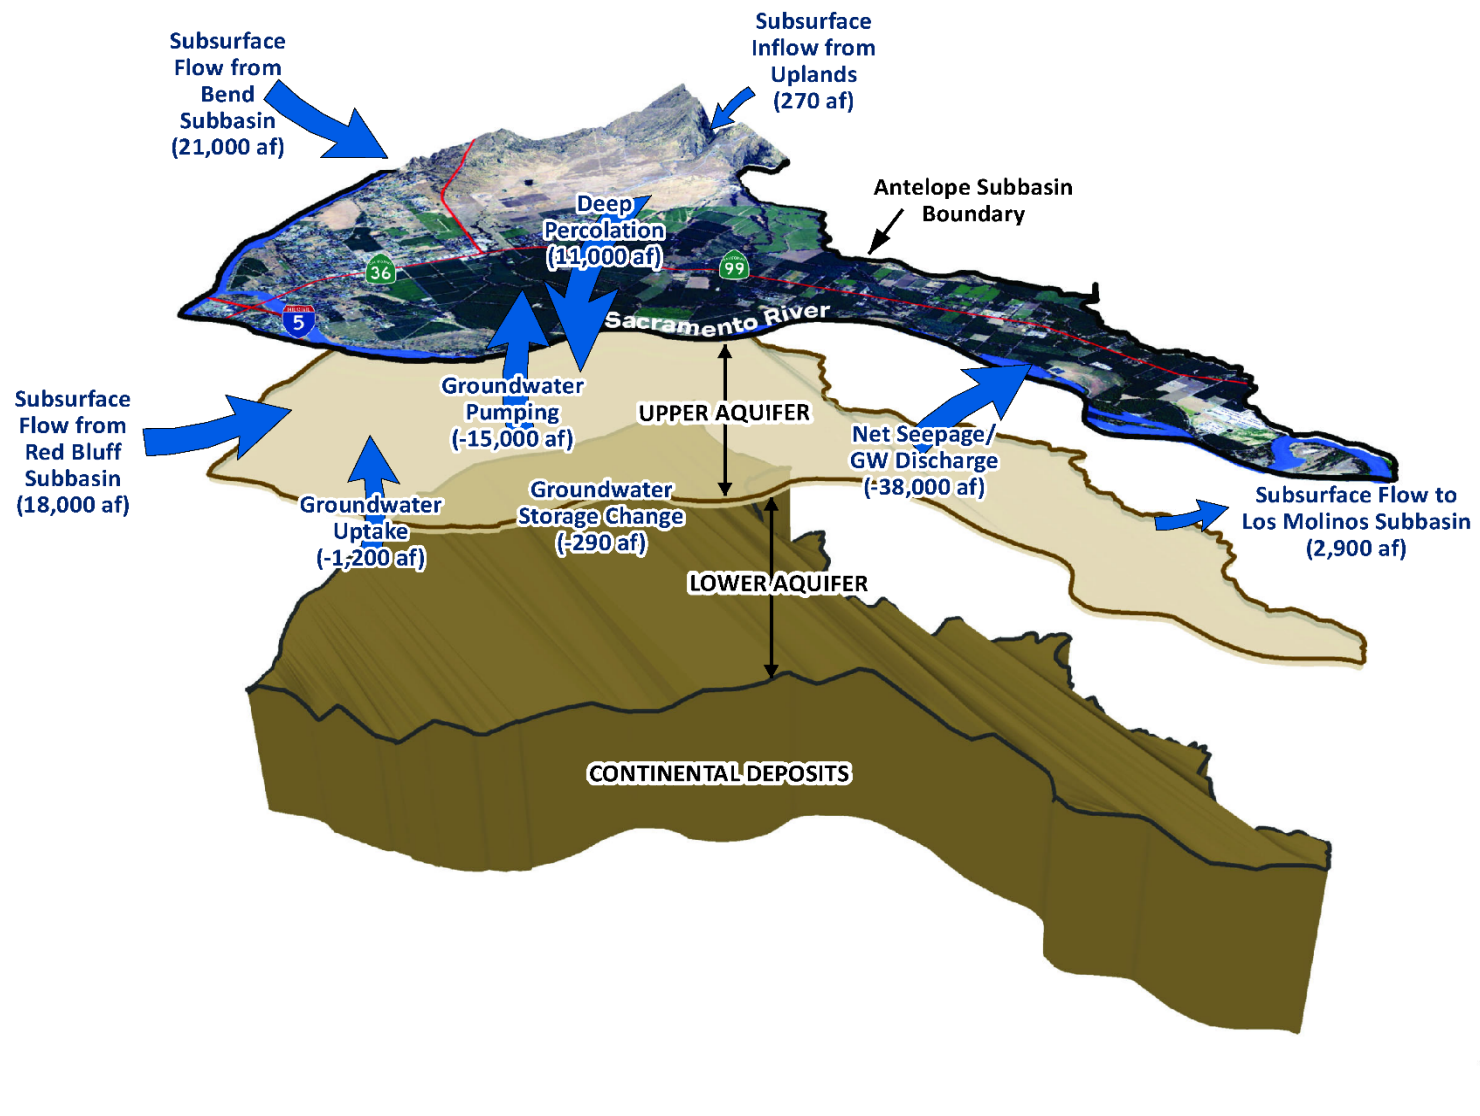 Subsurface
Flow from
Bend
Subbasin
(21,000 af)
Subsurface
Inflow from
Uplands
(270 af)
Antelope Subbasin
Boundary
Deep
Percolation
(11,000 af)
36
99
5
Sacramento River
Groundwater
Pumping
(-15,000 af)
UPPER AQUIFER
Subsurface
Flow from
Red Bluff
Subbasin
(18,000 af)
Net Seepage/
GW Discharge
(-38,000 af)
Groundwater
Uptake
(-1,200 af)
Groundwater
Storage Change
(-290 af)
Subsurface Flow to
Los Molinos Subbasin
(2,900 af)
LOWER AQUIFER
CONTINENTAL DEPOSITS